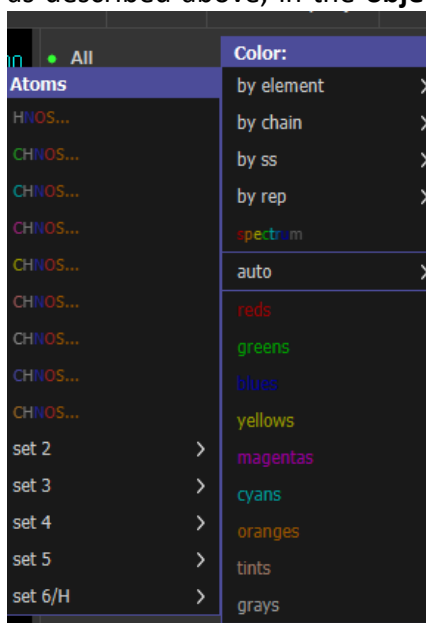 as described above, in the Obje
All
Atoms
HNOS...
CHNOS...
CHNOS...
CHNOS...
CHNOS...
CHNOS...
CHNOS...
CHNOS...
CHNOS...
set 2
set 3
set 4
set 5
set 6/H
Color:
by element
by chain
by ss
by rep
spectrum
auto
reds
greens
blues
yellows
magentas
cyans
oranges
tints
grays